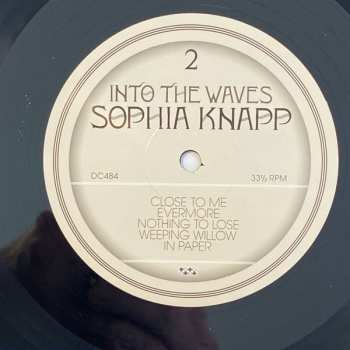 2
INTO THE WAVES
SOPHIA KNAPP
DC484
33⅓ RPM
CLOSE TO ME
EVERMORE
NOTHING TO LOSE
WEEPING WILLOW
IN PAPER